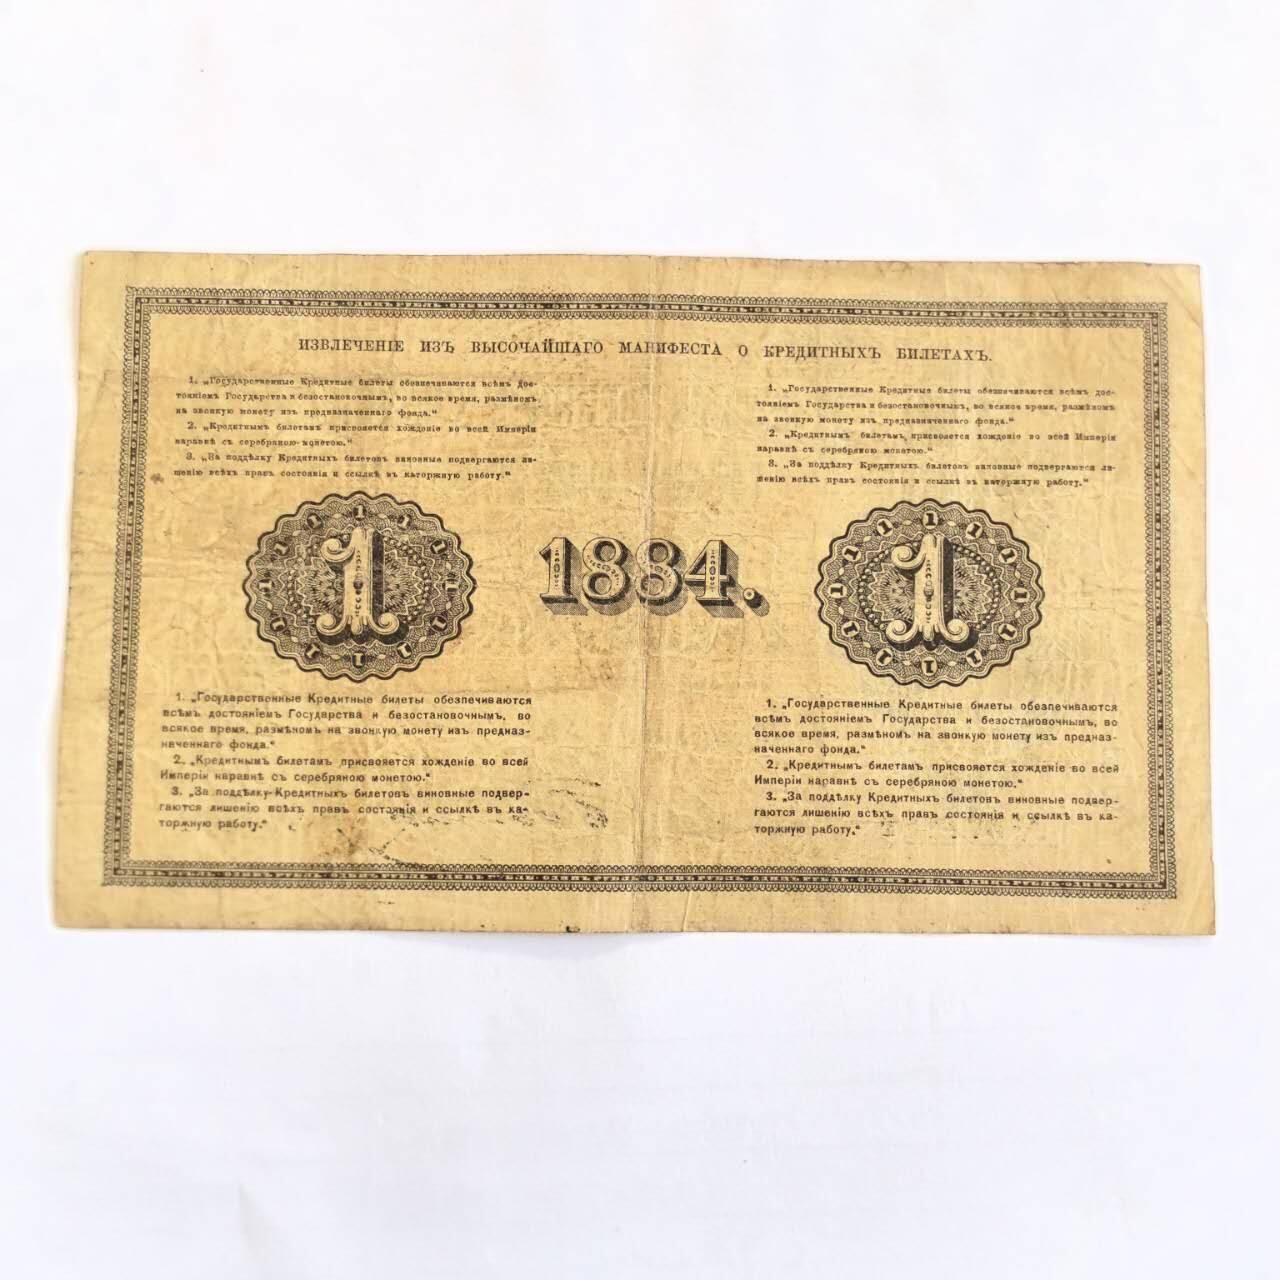 ИЗВЛЕЧЕНІЕ ИЗЪ ВЫСОЧАЙШАГО МАНИФЕСТА О КРЕДИТНЫХЪ БИЛЕТАХЪ.
1. „Государственные Кредитные билеты обезпечиваются всѣмъ дос-
тояніемъ Государства и безостановочнымъ, во всякое время, размѣномъ
на звонкую монету изъ предназначеннаго фонда.“
2. „Кредитнымъ билетамъ присвояется хожденіе во всей Имперіи
наравнѣ съ серебряною монетою.“
3. „За поддѣлку Кредитныхъ билетовъ виновные подвергаются ли-
шенію всѣхъ правъ состоянія и ссылкѣ въ каторжную работу.“
1. „Государственные Кредитные билеты обезпечиваются всѣмъ дос-
тояніемъ Государства и безостановочнымъ, во всякое время, размѣномъ
на звонкую монету изъ предназначеннаго фонда.“
2. „Кредитнымъ билетамъ присвояется хожденіе во всей Имперіи
наравнѣ съ серебряною монетою.“
3. „За поддѣлку Кредитныхъ билетовъ виновные подвергаются ли-
шенію всѣхъ правъ состоянія и ссылкѣ въ каторжную работу.“
1
1884.
1
1. „Государственные Кредитные билеты обезпечиваются
всѣмъ достояніемъ Государства и безостановочнымъ, во
всякое время, размѣномъ на звонкую монету изъ предназ-
наченнаго фонда.“
2. „Кредитнымъ билетамъ присвояется хожденіе во всей
Имперіи наравнѣ съ серебряною монетою.“
3. „За поддѣлку Кредитныхъ билетовъ виновные подвер-
гаются лишенію всѣхъ правъ состоянія и ссылкѣ въ ка-
торжную работу.“
1. „Государственные Кредитные билеты обезпечиваются
всѣмъ достояніемъ Государства и безостановочнымъ, во
всякое время, размѣномъ на звонкую монету изъ предназ-
наченнаго фонда.“
2. „Кредитнымъ билетамъ присвояется хожденіе во всей
Имперіи наравнѣ съ серебряною монетою.“
3. „За поддѣлку Кредитныхъ билетовъ виновные подвер-
гаются лишенію всѣхъ правъ состоянія и ссылкѣ въ ка-
торжную работу.“